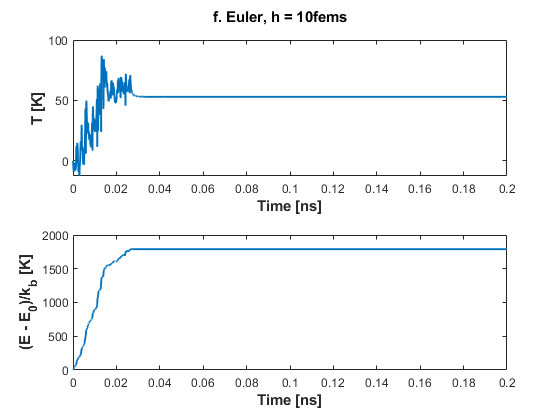 f. Euler, h = 10fems
100
50
0
T [K]
0 0.02 0.04 0.06 0.08 0.1 0.12 0.14 0.16 0.18 0.2
Time [ns]
2000
1500
1000
500
0
(E - E0)/kb [K]
0 0.02 0.04 0.06 0.08 0.1 0.12 0.14 0.16 0.18 0.2
Time [ns]